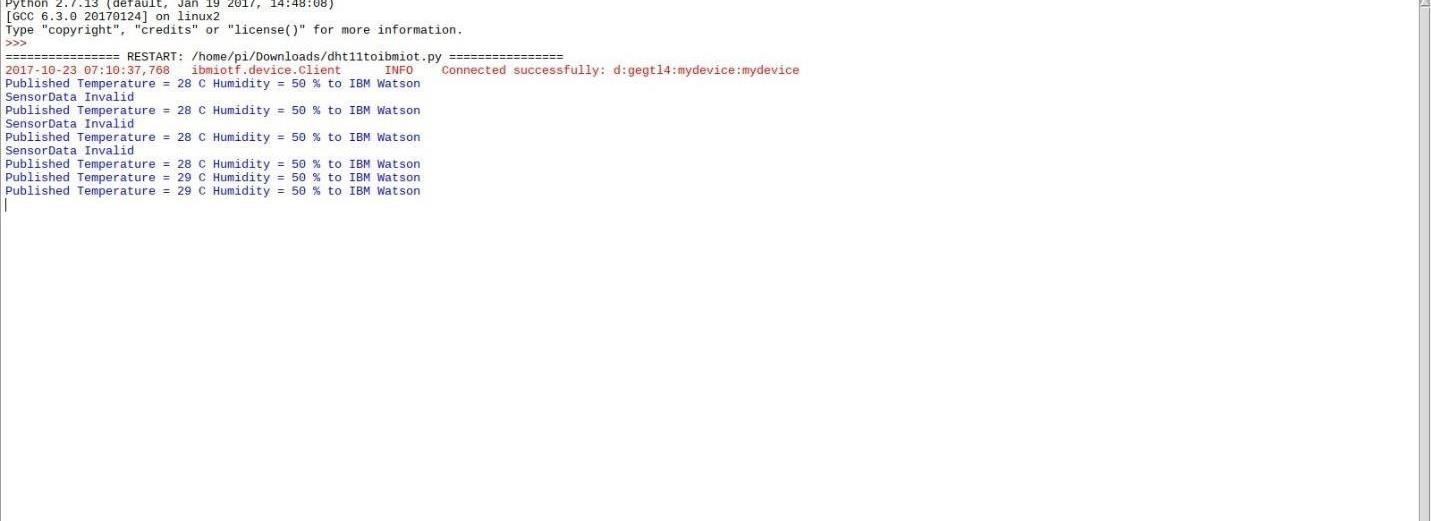 Python 2.7.13 (default, Jan 19 2017, 14:48:08)
[GCC 6.3.0 20170124] on linux2
Type "copyright", "credits" or "license()" for more information.
>>>
================ RESTART: /home/pi/Downloads/dht11toibmiot.py ================
2017-10-23 07:10:37,768   ibmiotf.device.Client      INFO    Connected successfully: d:gegtl4:mydevice:mydevice
Published Temperature = 28 C Humidity = 50 % to IBM Watson
SensorData Invalid
Published Temperature = 28 C Humidity = 50 % to IBM Watson
SensorData Invalid
Published Temperature = 28 C Humidity = 50 % to IBM Watson
SensorData Invalid
Published Temperature = 28 C Humidity = 50 % to IBM Watson
Published Temperature = 29 C Humidity = 50 % to IBM Watson
Published Temperature = 29 C Humidity = 50 % to IBM Watson